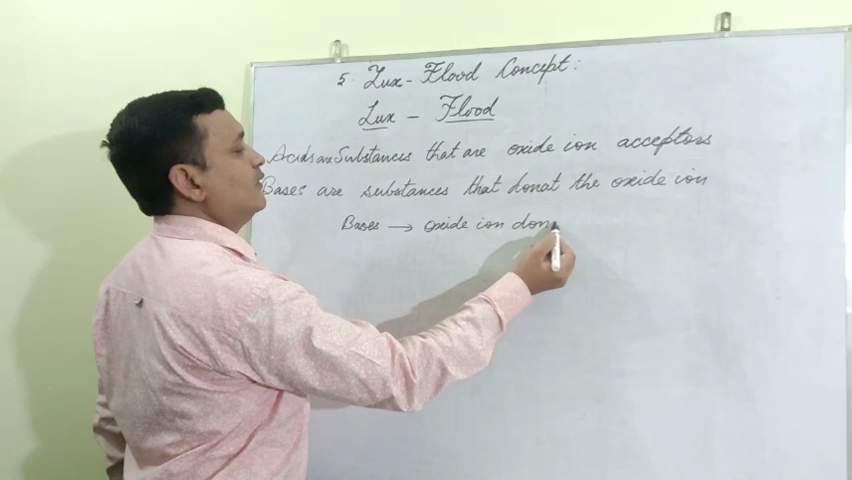 5. Lux - Flood Concept:
Lux - Flood
Acids are Substances that are oxide ion acceptors
Bases are substances that donat the oxide ion
Bases → oxide ion don